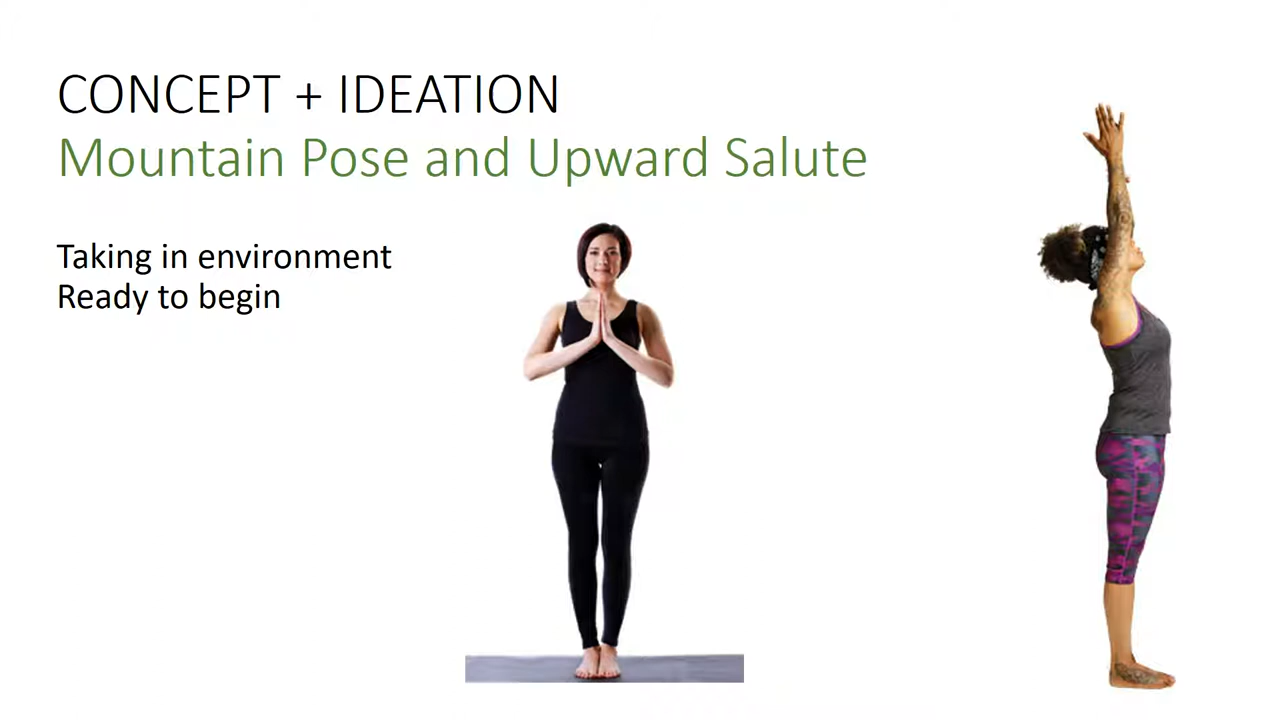 CONCEPT + IDEATION
Mountain Pose and Upward Salute
Taking in environment
Ready to begin